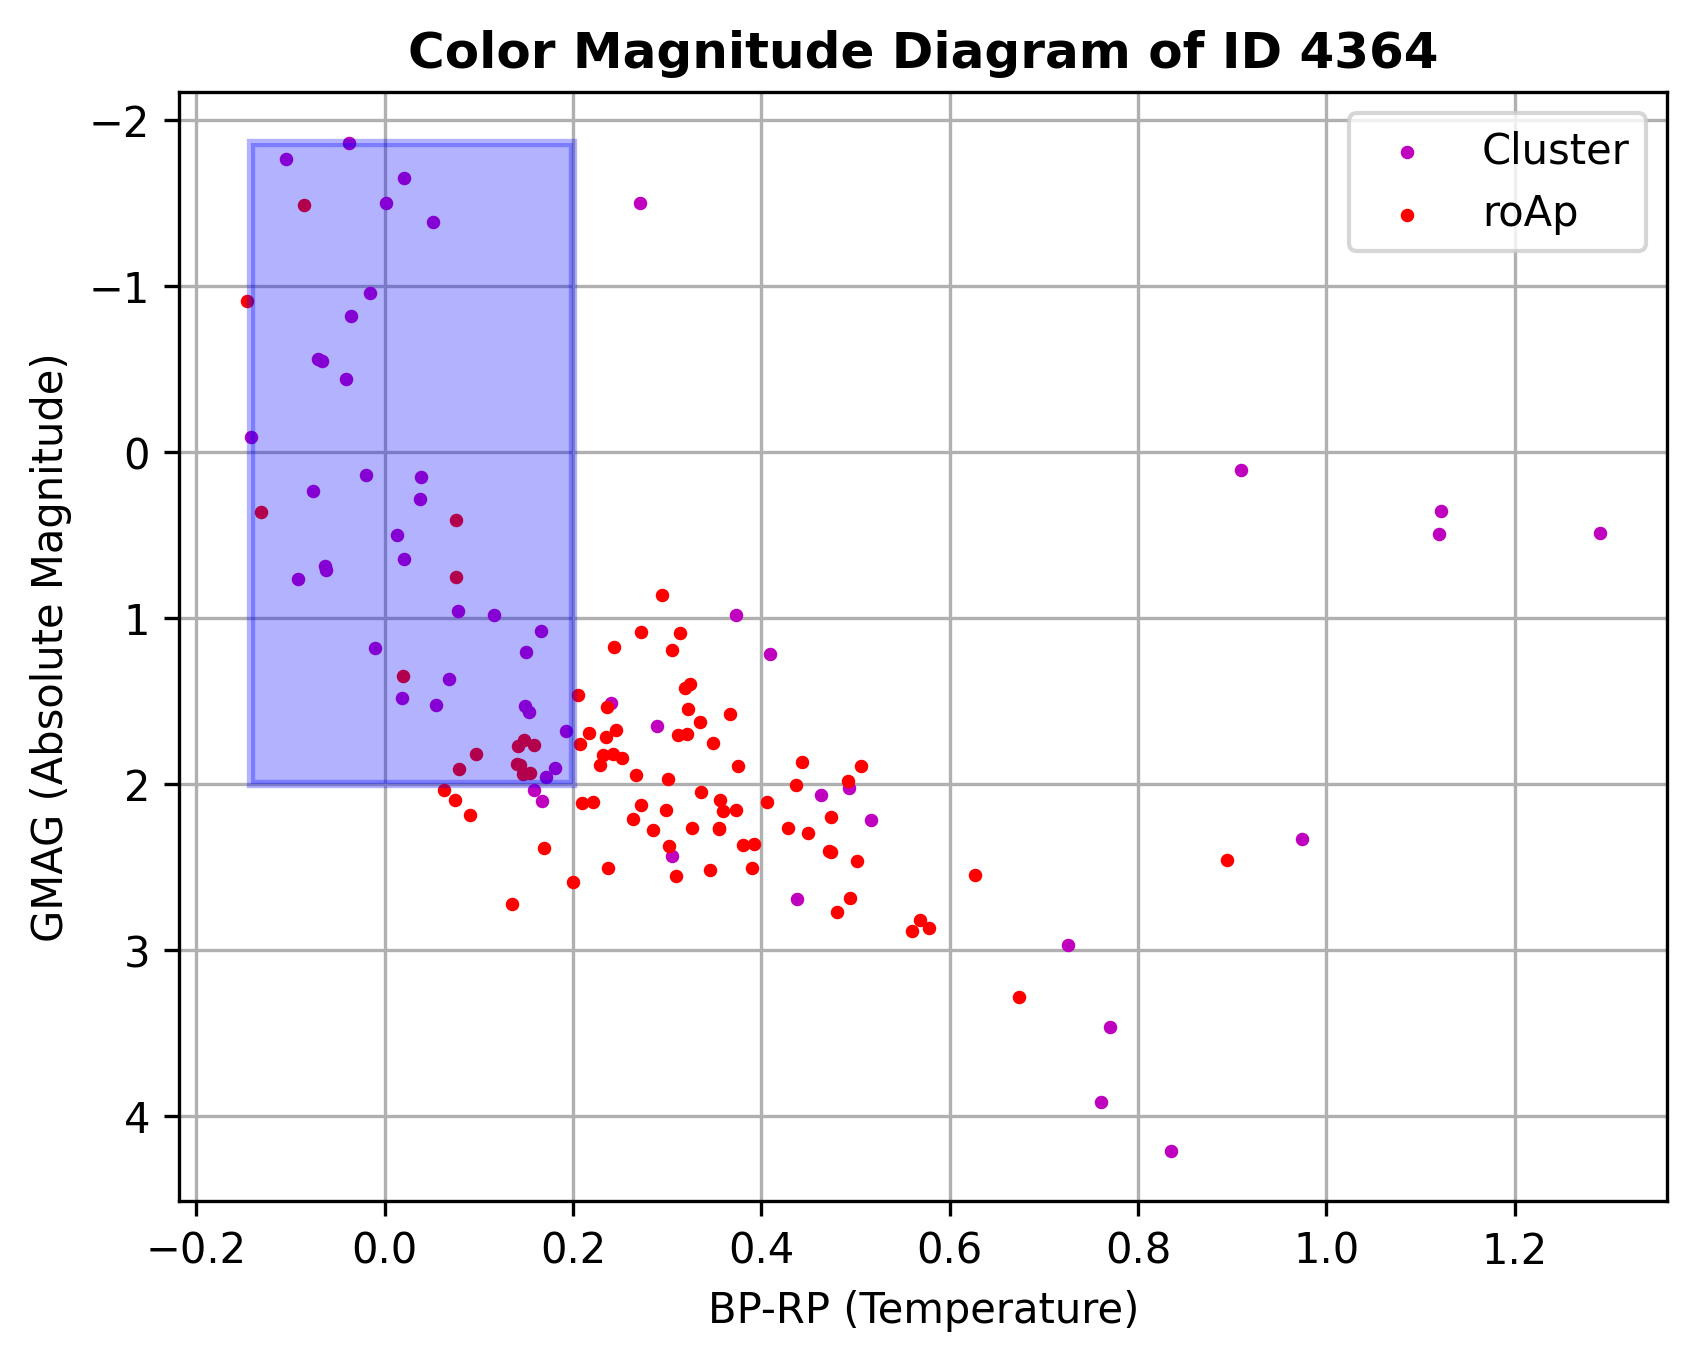 Color Magnitude Diagram of ID 4364
Cluster
roAp
GMAG (Absolute Magnitude)
−2
−1
0
1
2
3
4
−0.2 0.0 0.2 0.4 0.6 0.8 1.0 1.2
BP-RP (Temperature)